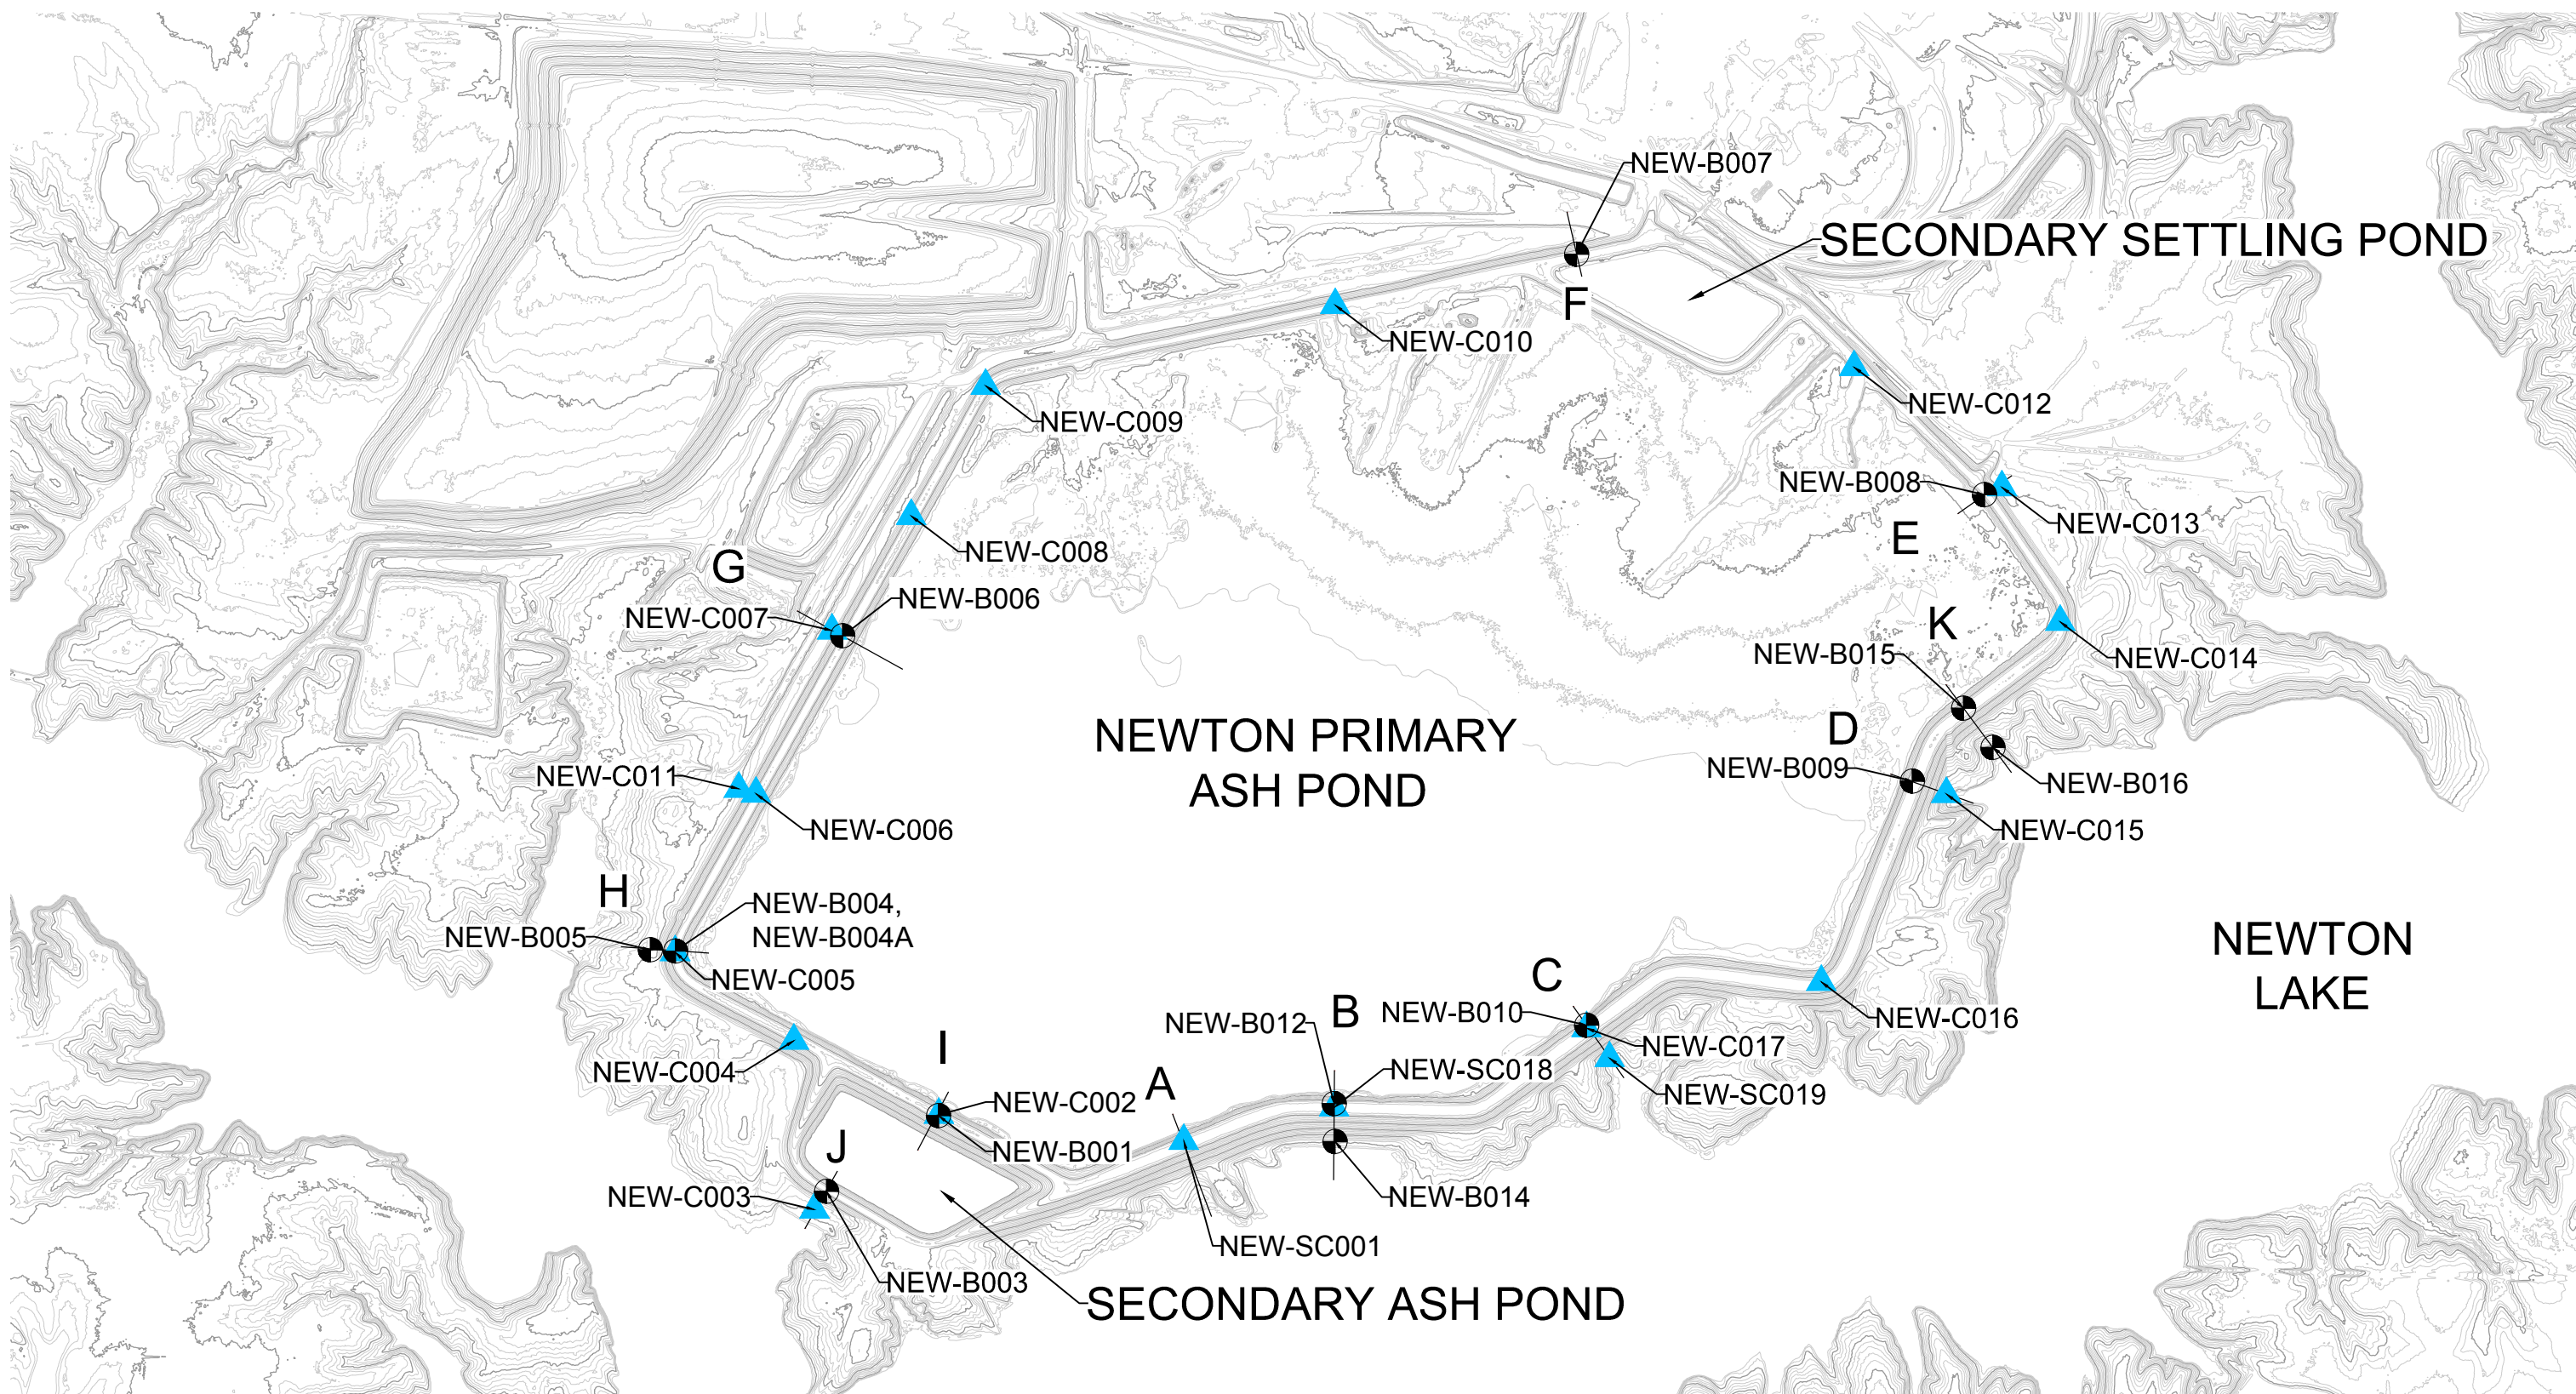 NEW-B007
SECONDARY SETTLING POND
F
NEW-C010
NEW-C012
NEW-C009
NEW-B008
NEW-C013
E
NEW-C008
G
NEW-B006
NEW-C007
K
NEW-B015
NEW-C014
D
NEWTON PRIMARY
ASH POND
NEW-B009
NEW-C011
NEW-B016
NEW-C006
NEW-C015
H
NEW-B004,
NEW-B004A
NEW-B005
NEW-C005
NEWTON
LAKE
C
B
NEW-B010
NEW-B012
NEW-C016
NEW-C017
I
NEW-C004
NEW-SC018
A
NEW-SC019
NEW-C002
NEW-B001
J
NEW-C003
NEW-B014
NEW-SC001
NEW-B003
SECONDARY ASH POND